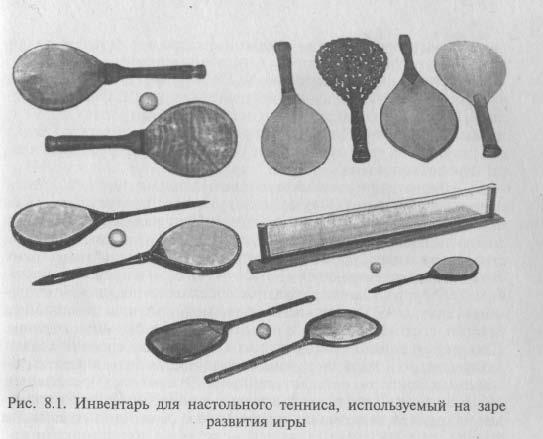 Рис. 8.1. Инвентарь для настольного тенниса, используемый на заре
развития игры